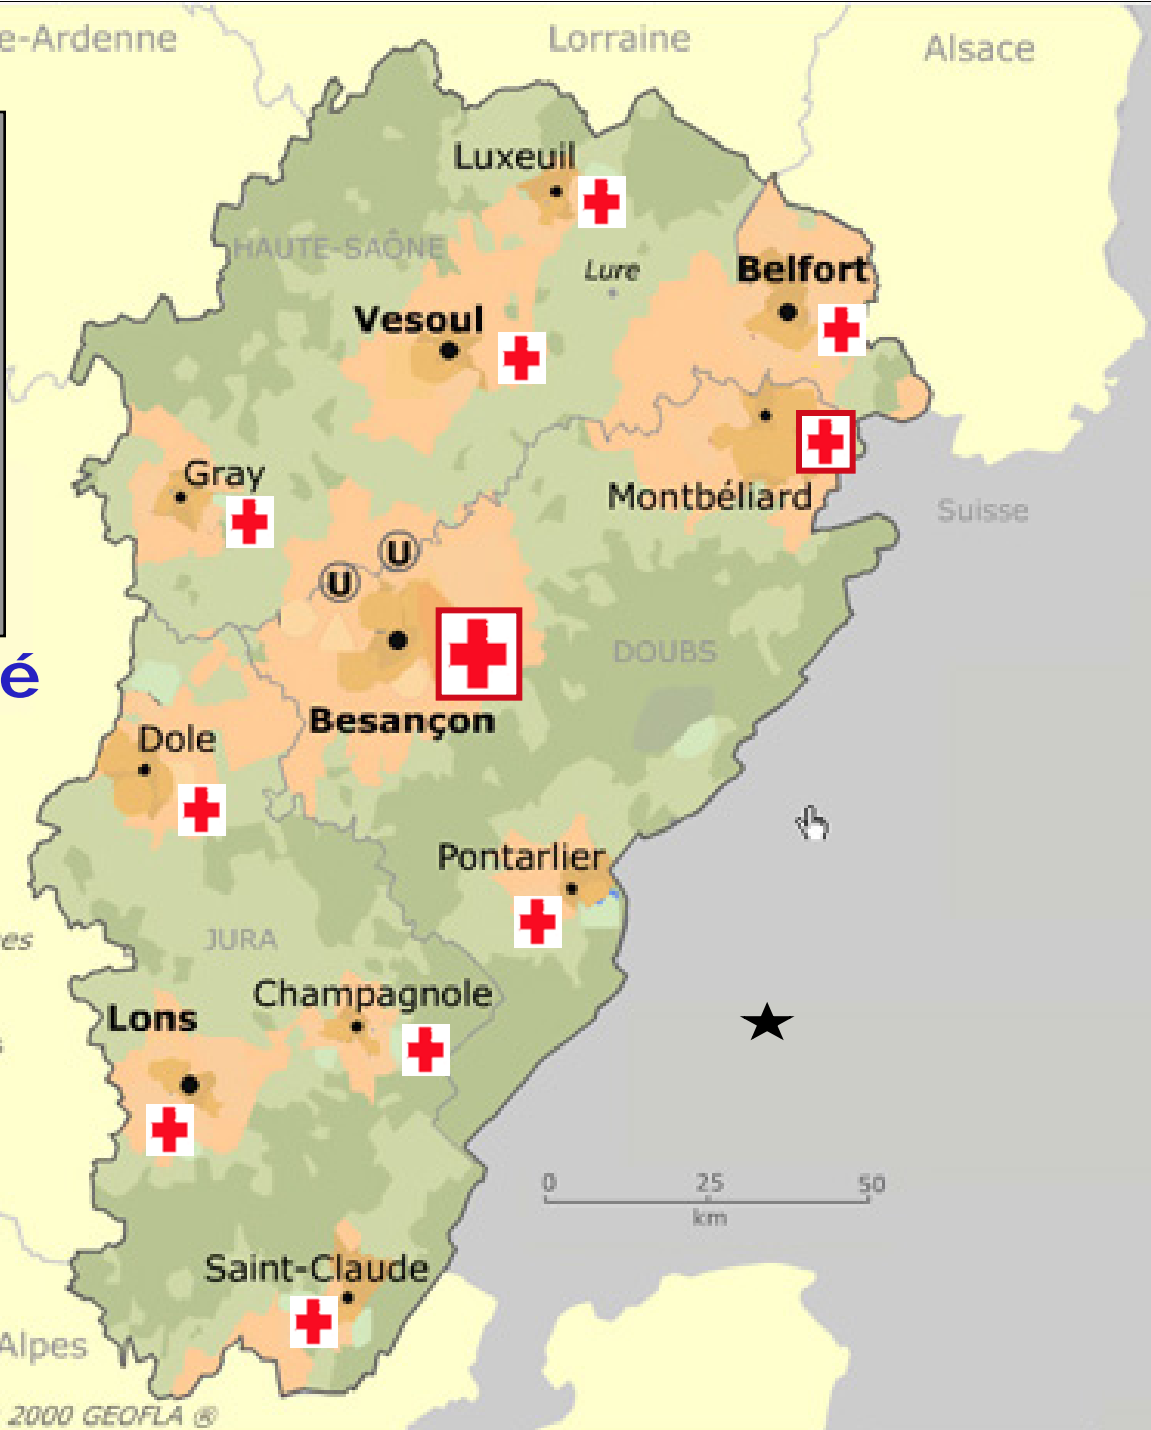 e-Ardenne
Lorraine
Alsace
Luxeuil
HAUTE-SAÔNE
Lure
Belfort
Vesoul
Gray
Montbéliard
Suisse
U
U
é
DOUBS
Besançon
Dole
Pontarlier
es
JURA
Champagnole
Lons
0 25 50
km
Saint-Claude
Alpes
2000 GEOFLA ®